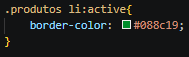 .produtos li:active{
    border-color: #088c19;
}